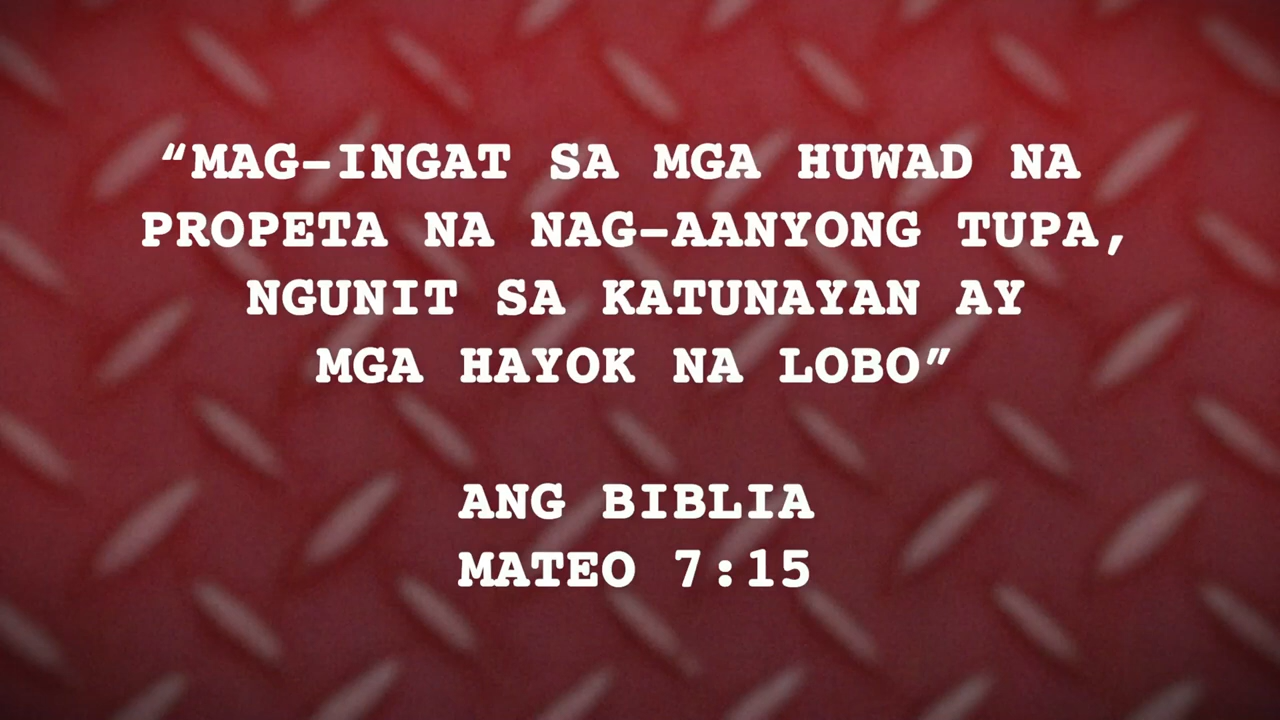 “MAG-INGAT SA MGA HUWAD NA
PROPETA NA NAG-AANYONG TUPA,
NGUNIT SA KATUNAYAN AY
MGA HAYOK NA LOBO”
ANG BIBLIA
MATEO 7:15